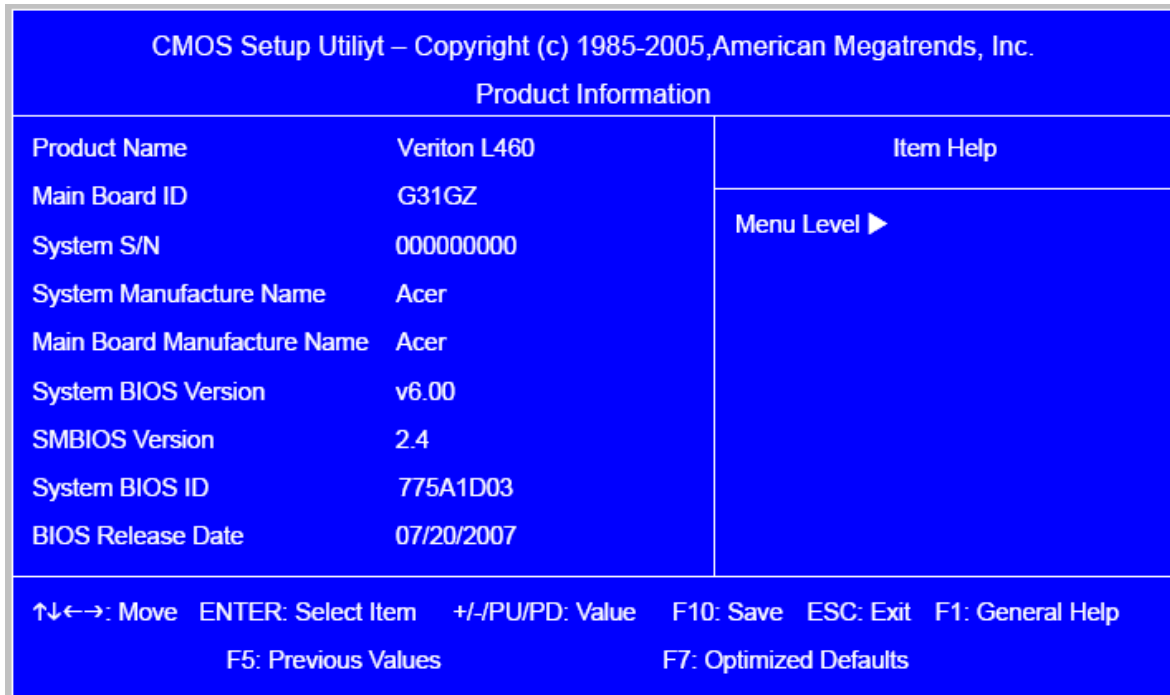 CMOS Setup Utiliyt – Copyright (c) 1985-2005,American Megatrends, Inc.
Product Information
Product Name Veriton L460
Item Help
Main Board ID G31GZ
Menu Level ▶
System S/N 000000000
System Manufacture Name Acer
Main Board Manufacture Name Acer
System BIOS Version v6.00
SMBIOS Version 2.4
System BIOS ID 775A1D03
BIOS Release Date 07/20/2007
↑↓←→: Move ENTER: Select Item +/-/PU/PD: Value F10: Save ESC: Exit F1: General Help
F5: Previous Values F7: Optimized Defaults